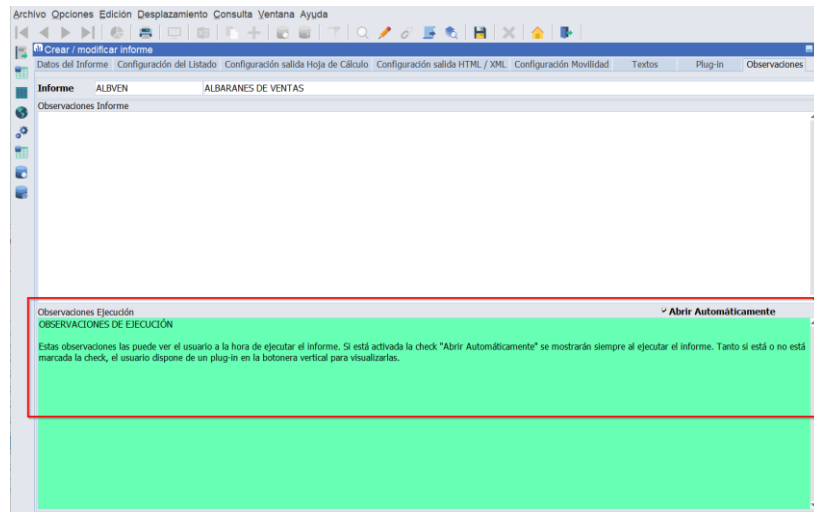 Archivo Opciones Edición Desplazamiento Consulta Ventana Ayuda
Crear / modificar informe
Datos del Informe Configuración del Listado Configuración salida Hoja de Cálculo Configuración salida HTML / XML Configuración Movilidad Textos Plug-in Observaciones
Informe ALBVEN ALBARANES DE VENTAS
Observaciones Informe
Observaciones Ejecución Abrir Automáticamente
OBSERVACIONES DE EJECUCIÓN
Estas observaciones las puede ver el usuario a la hora de ejecutar el informe. Si está activada la check "Abrir Automáticamente" se mostrarán siempre al ejecutar el informe. Tanto si está o no está
marcada la check, el usuario dispone de un plug-in en la botonera vertical para visualizarlas.